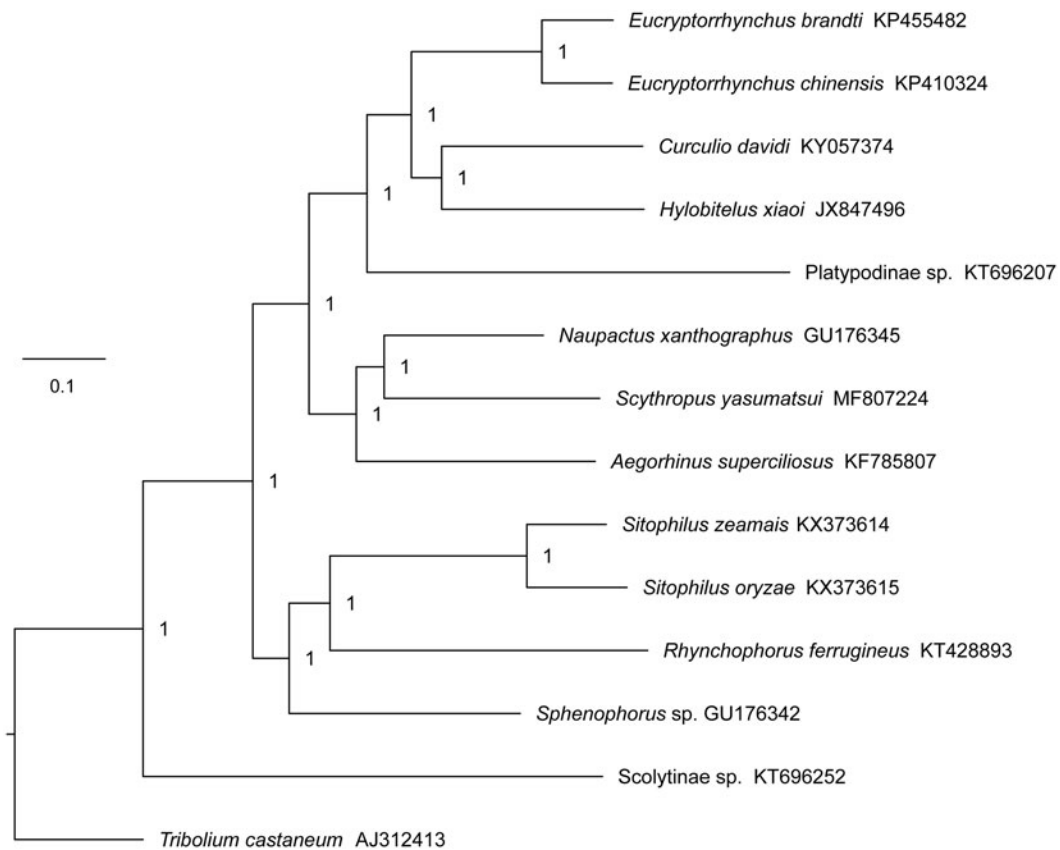 Eucryptorrhynchus brandti KP455482
1
Eucryptorrhynchus chinensis KP410324
1
Curculio davidi KY057374
1
1
Hylobitelus xiaoi JX847496
Platypodinae sp. KT696207
1
Naupactus xanthographus GU176345
0.1
1
Scythropus yasumatsui MF807224
1
Aegorhinus superciliosus KF785807
1
Sitophilus zeamais KX373614
1
Sitophilus oryzae KX373615
1
1
Rhynchophorus ferrugineus KT428893
1
Sphenophorus sp. GU176342
Scolytinae sp. KT696252
Tribolium castaneum AJ312413